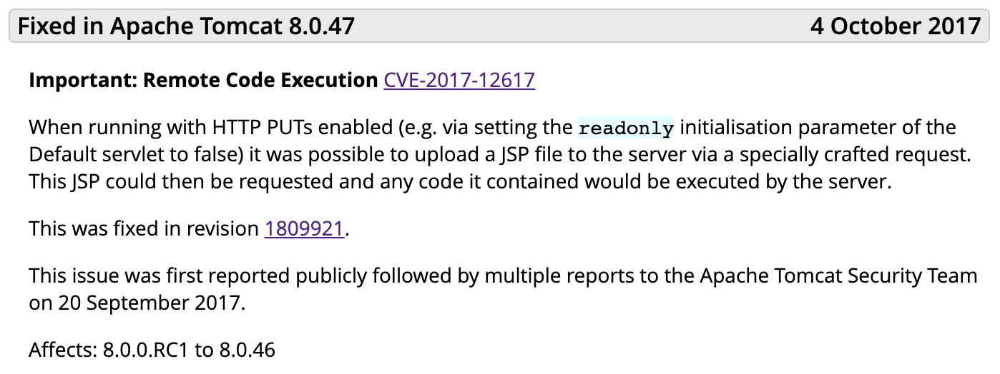 Fixed in Apache Tomcat 8.0.47 4 October 2017
Important: Remote Code Execution CVE-2017-12617
When running with HTTP PUTs enabled (e.g. via setting the readonly initialisation parameter of the
Default servlet to false) it was possible to upload a JSP file to the server via a specially crafted request.
This JSP could then be requested and any code it contained would be executed by the server.
This was fixed in revision 1809921.
This issue was first reported publicly followed by multiple reports to the Apache Tomcat Security Team
on 20 September 2017.
Affects: 8.0.0.RC1 to 8.0.46